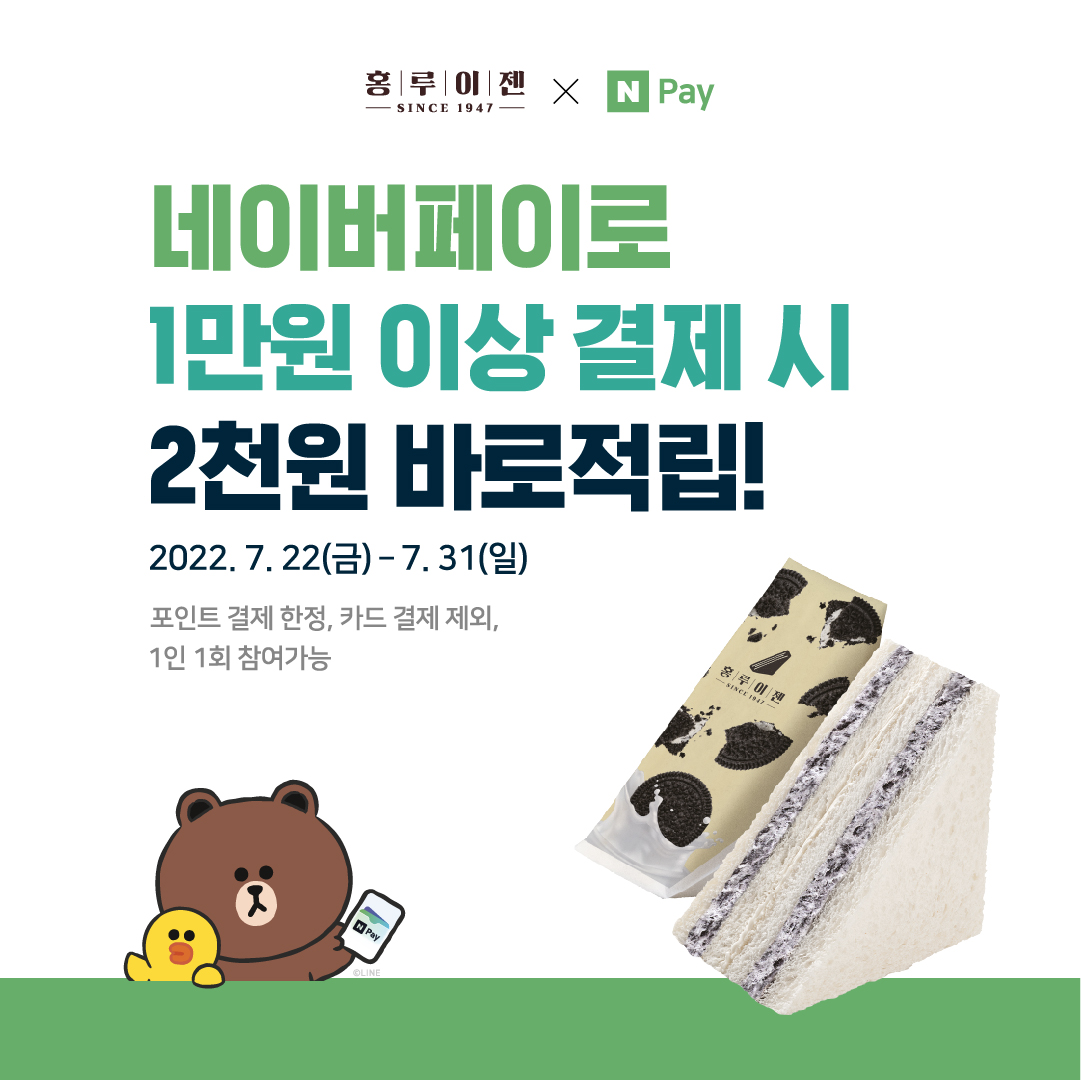 홍|루|이|젠 × N Pay
SINCE 1947
네이버페이로
1만원 이상 결제 시
2천원 바로적립!
2022. 7. 22(금) – 7. 31(일)
포인트 결제 한정, 카드 결제 제외,
1인 1회 참여가능
홍|루|이|젠
SINCE 1947
N Pay
©LINE